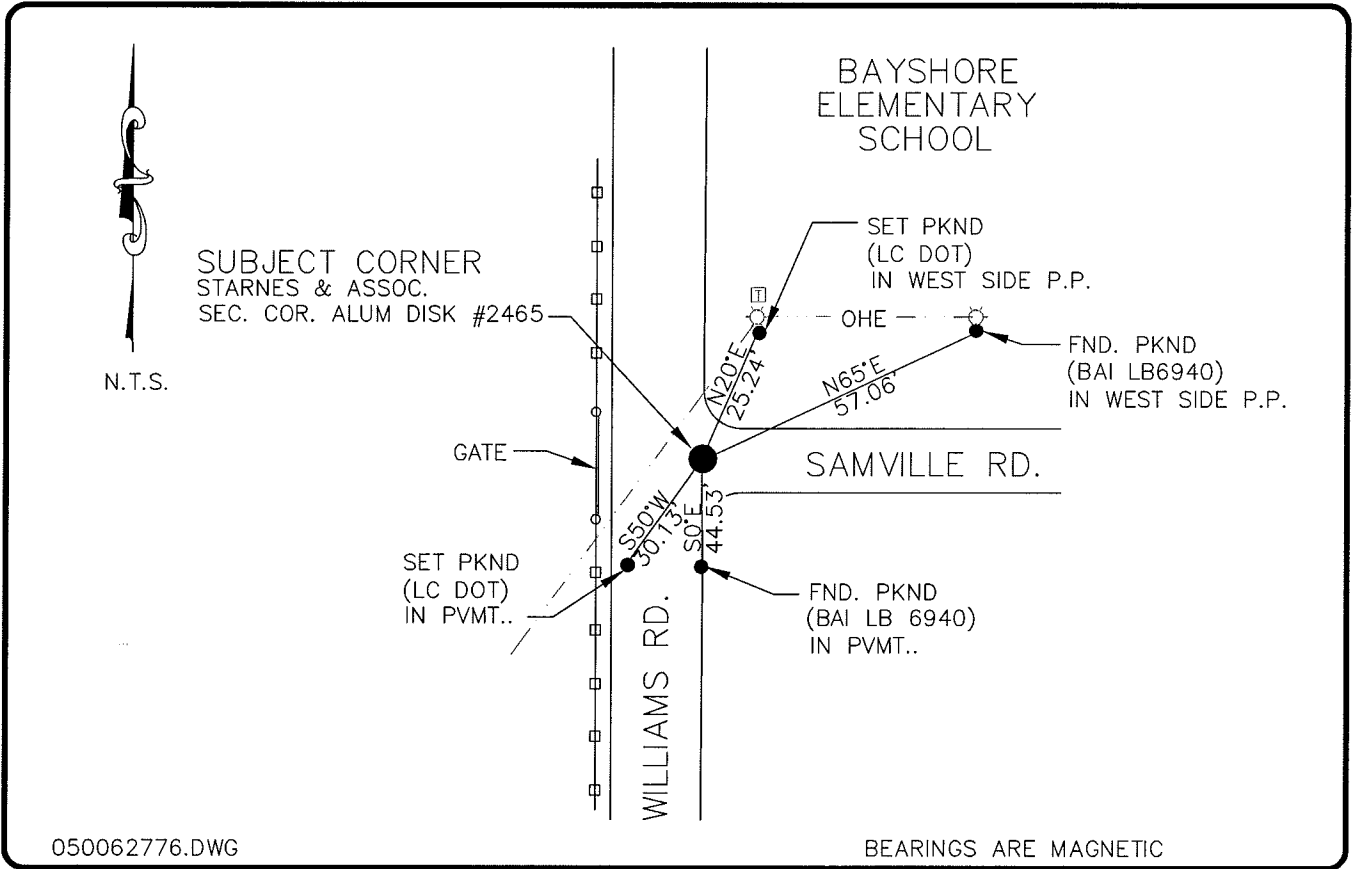 BAYSHORE
ELEMENTARY
SCHOOL
SET PKND
(LC DOT)
IN WEST SIDE P.P.
SUBJECT CORNER
STARNES & ASSOC.
SEC. COR. ALUM DISK #2465
T
OHE
N.T.S.
FND. PKND
(BAI LB6940)
IN WEST SIDE P.P.
N20°E
25.24'
N65°E
57.06'
GATE
SAMVILLE RD.
S50°W
30.13'
S0°E
44.53'
SET PKND
(LC DOT)
IN PVMT..
FND. PKND
(BAI LB 6940)
IN PVMT..
WILLIAMS RD.
050062776.DWG
BEARINGS ARE MAGNETIC